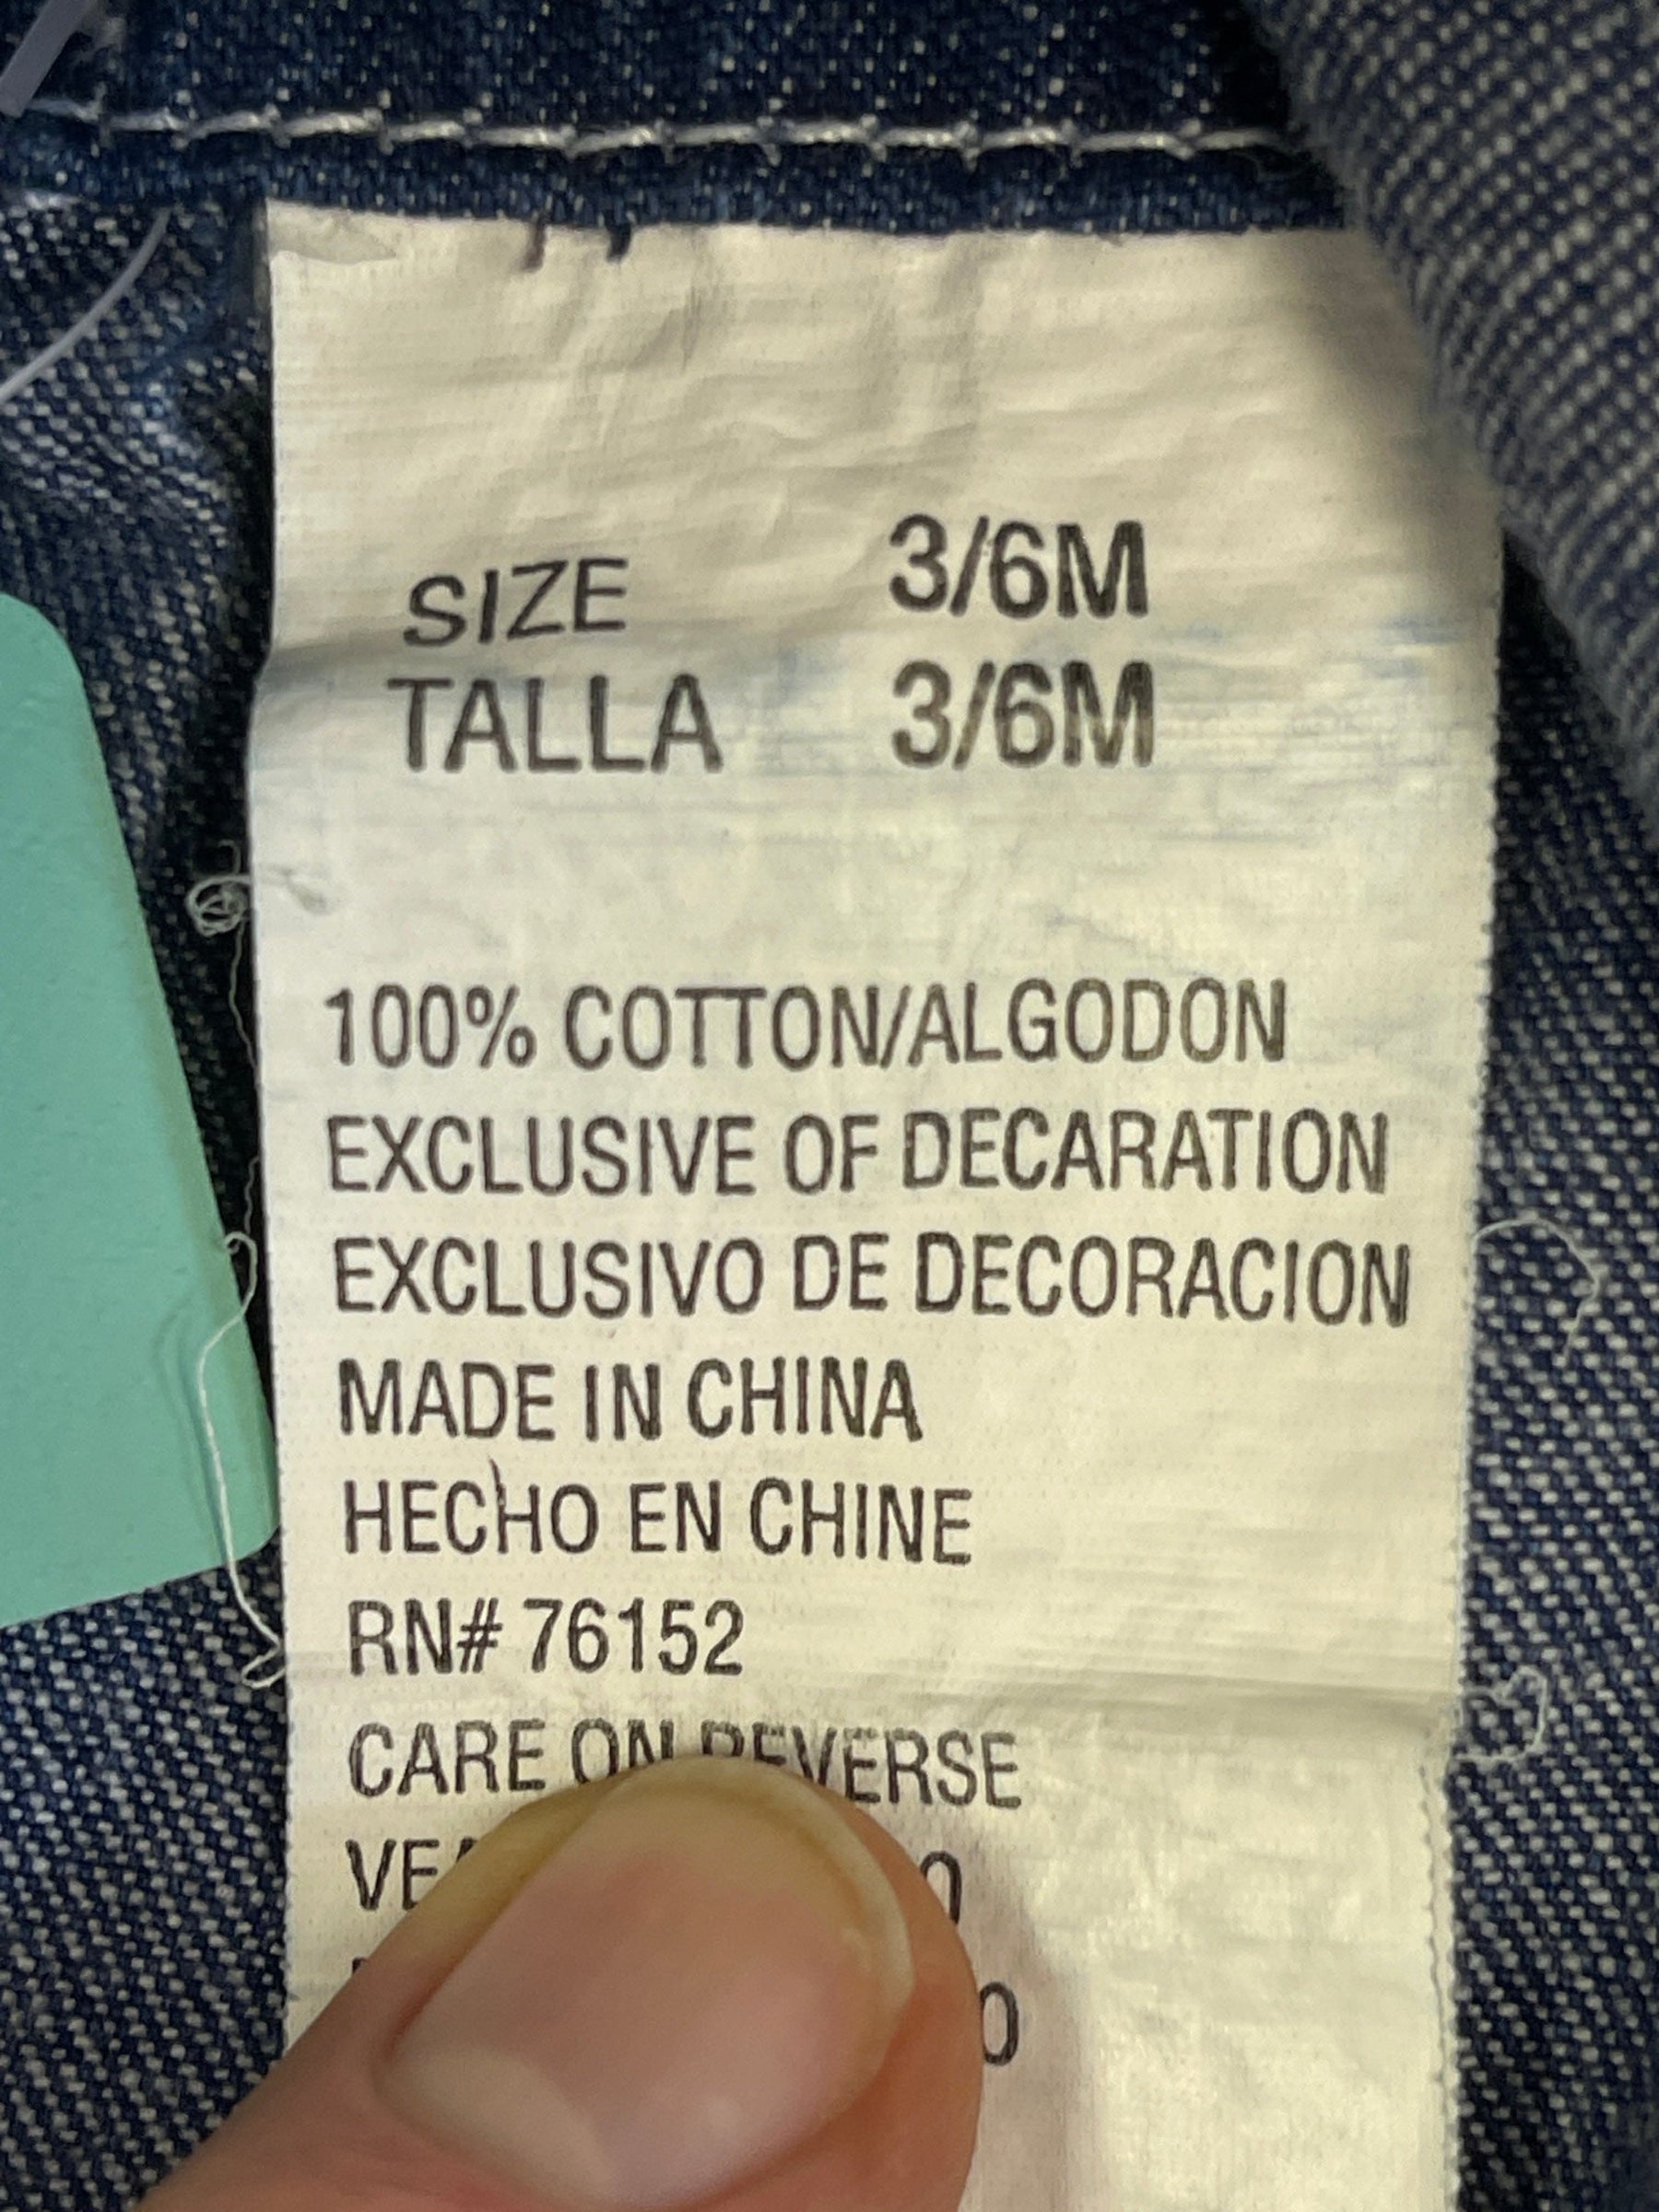 SIZE 3/6M
TALLA 3/6M
100% COTTON/ALGODON
EXCLUSIVE OF DECARATION
EXCLUSIVO DE DECORACION
MADE IN CHINA
HECHO EN CHINE
RN# 76152
CARE ON REVERSE